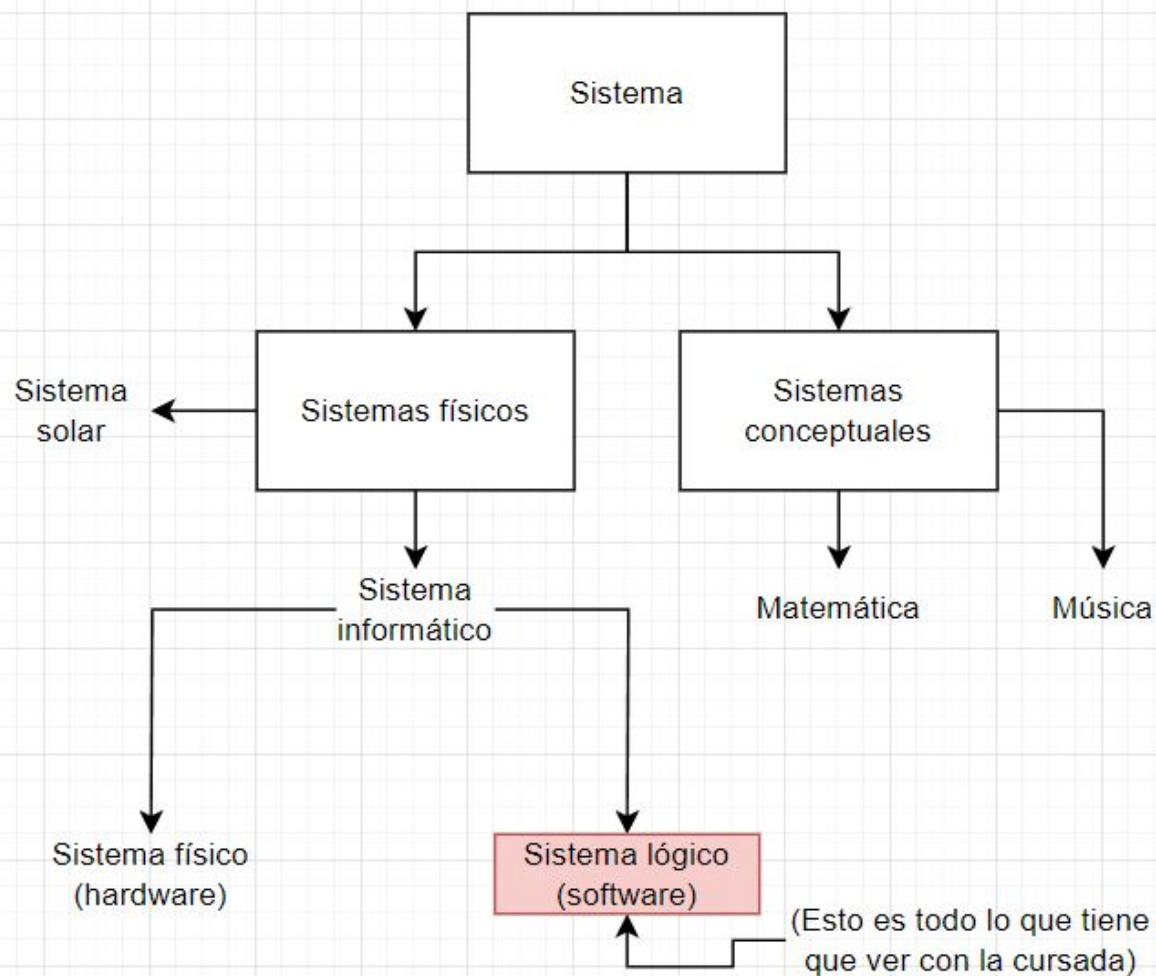 Sistema
Sistemas físicos
Sistemas
conceptuales
Sistema
solar
Sistema
informático
Matemática
Música
Sistema físico
(hardware)
Sistema lógico
(software)
(Esto es todo lo que tiene
que ver con la cursada)